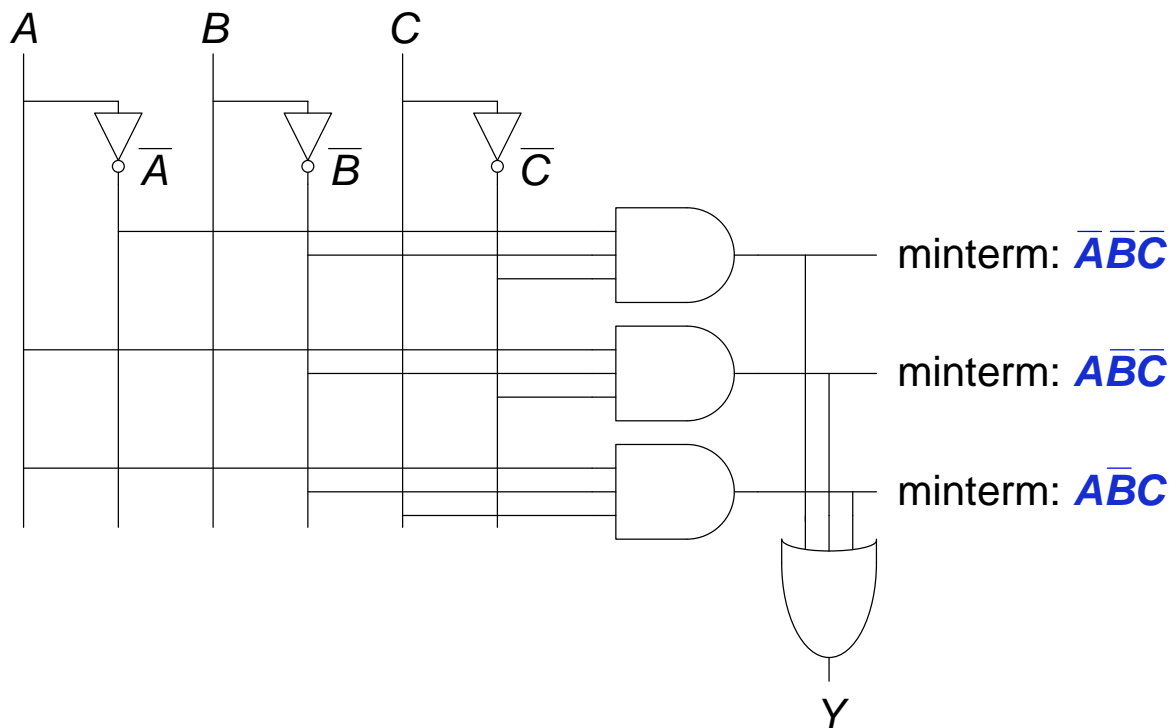 A B C
A̅ B̅ C̅
minterm: A̅B̅C̅
minterm: AB̅C̅
minterm: AB̅C
Y